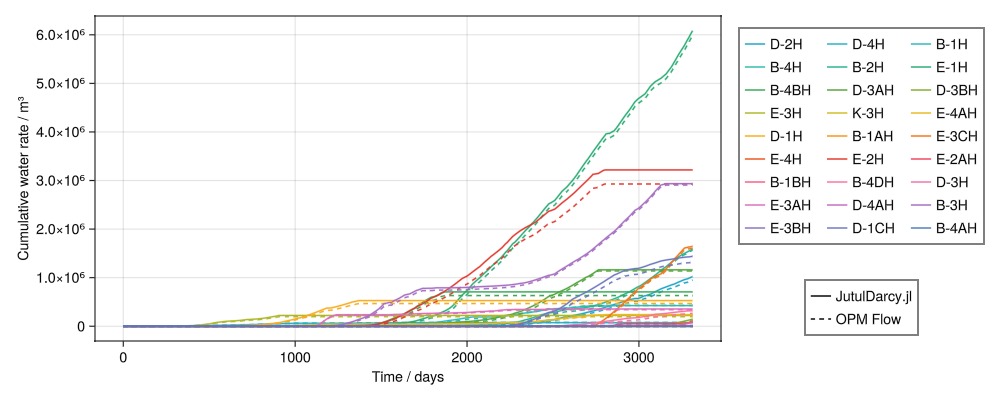 Cumulative water rate / m³
6.0×10⁶
5.0×10⁶
4.0×10⁶
3.0×10⁶
2.0×10⁶
1.0×10⁶
0
0 1000 2000 3000
Time / days
D-2H D-4H B-1H
B-4H B-2H E-1H
B-4BH D-3AH D-3BH
E-3H K-3H E-4AH
D-1H B-1AH E-3CH
E-4H E-2H E-2AH
B-1BH B-4DH D-3H
E-3AH D-4AH B-3H
E-3BH D-1CH B-4AH
JutulDarcy.jl
OPM Flow